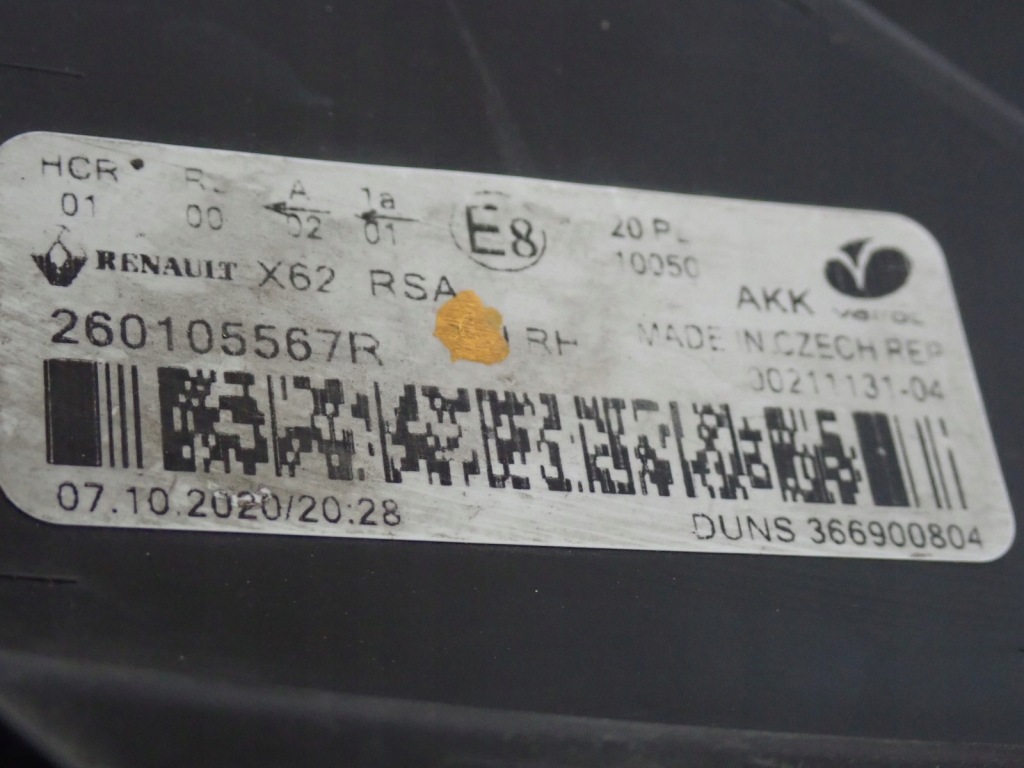 HCR A 1a
01 00 02 01 E8 20
10050
RENAULT X62 RSA AKK
260105567R RH MADE IN CZECH REP
00211131-04
07.10.2020/20:28 DUNS 366900804